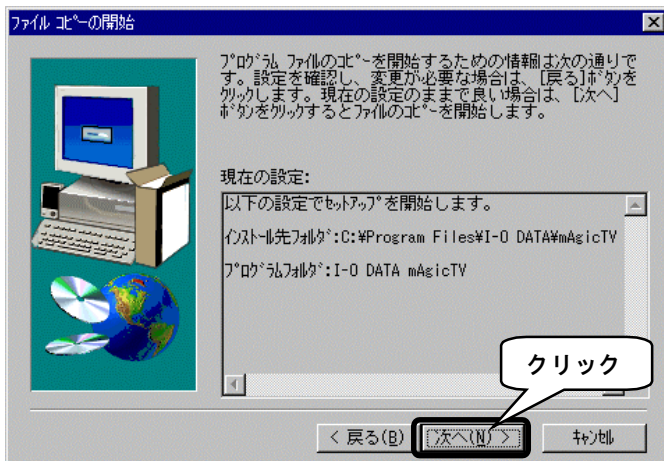 ﾌｧｲﾙ ｺﾋﾟｰの開始
ﾌﾟﾛｸﾞﾗﾑ ﾌｧｲﾙのｺﾋﾟｰを開始するための情報は次の通りで
す。設定を確認し、変更が必要な場合は、[戻る]ﾎﾞﾀﾝを
ｸﾘｯｸします。現在の設定のままで良い場合は、[次へ]
ﾎﾞﾀﾝをｸﾘｯｸするとﾌｧｲﾙのｺﾋﾟｰを開始します。
現在の設定:
以下の設定でｾｯﾄｱｯﾌﾟを開始します。
ｲﾝｽﾄｰﾙ先ﾌｫﾙﾀﾞ:C:¥Program Files¥I-O DATA¥mAgicTV
ﾌﾟﾛｸﾞﾗﾑﾌｫﾙﾀﾞ:I-O DATA mAgicTV
クリック
< 戻る(B)
次へ(N) >
ｷｬﾝｾﾙ